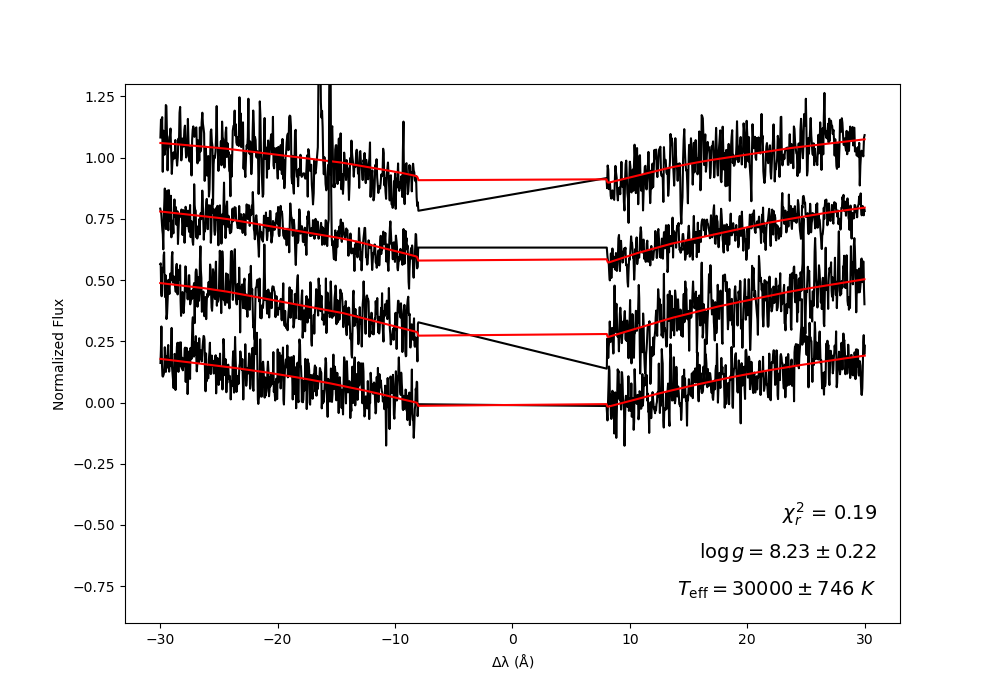 1.25
1.00
0.75
0.50
0.25
0.00
−0.25
−0.50
−0.75
Normalized Flux
χ²ᵣ = 0.19
log g = 8.23 ± 0.22
T_eff = 30000 ± 746 K
−30 −20 −10 0 10 20 30
Δλ (Å)